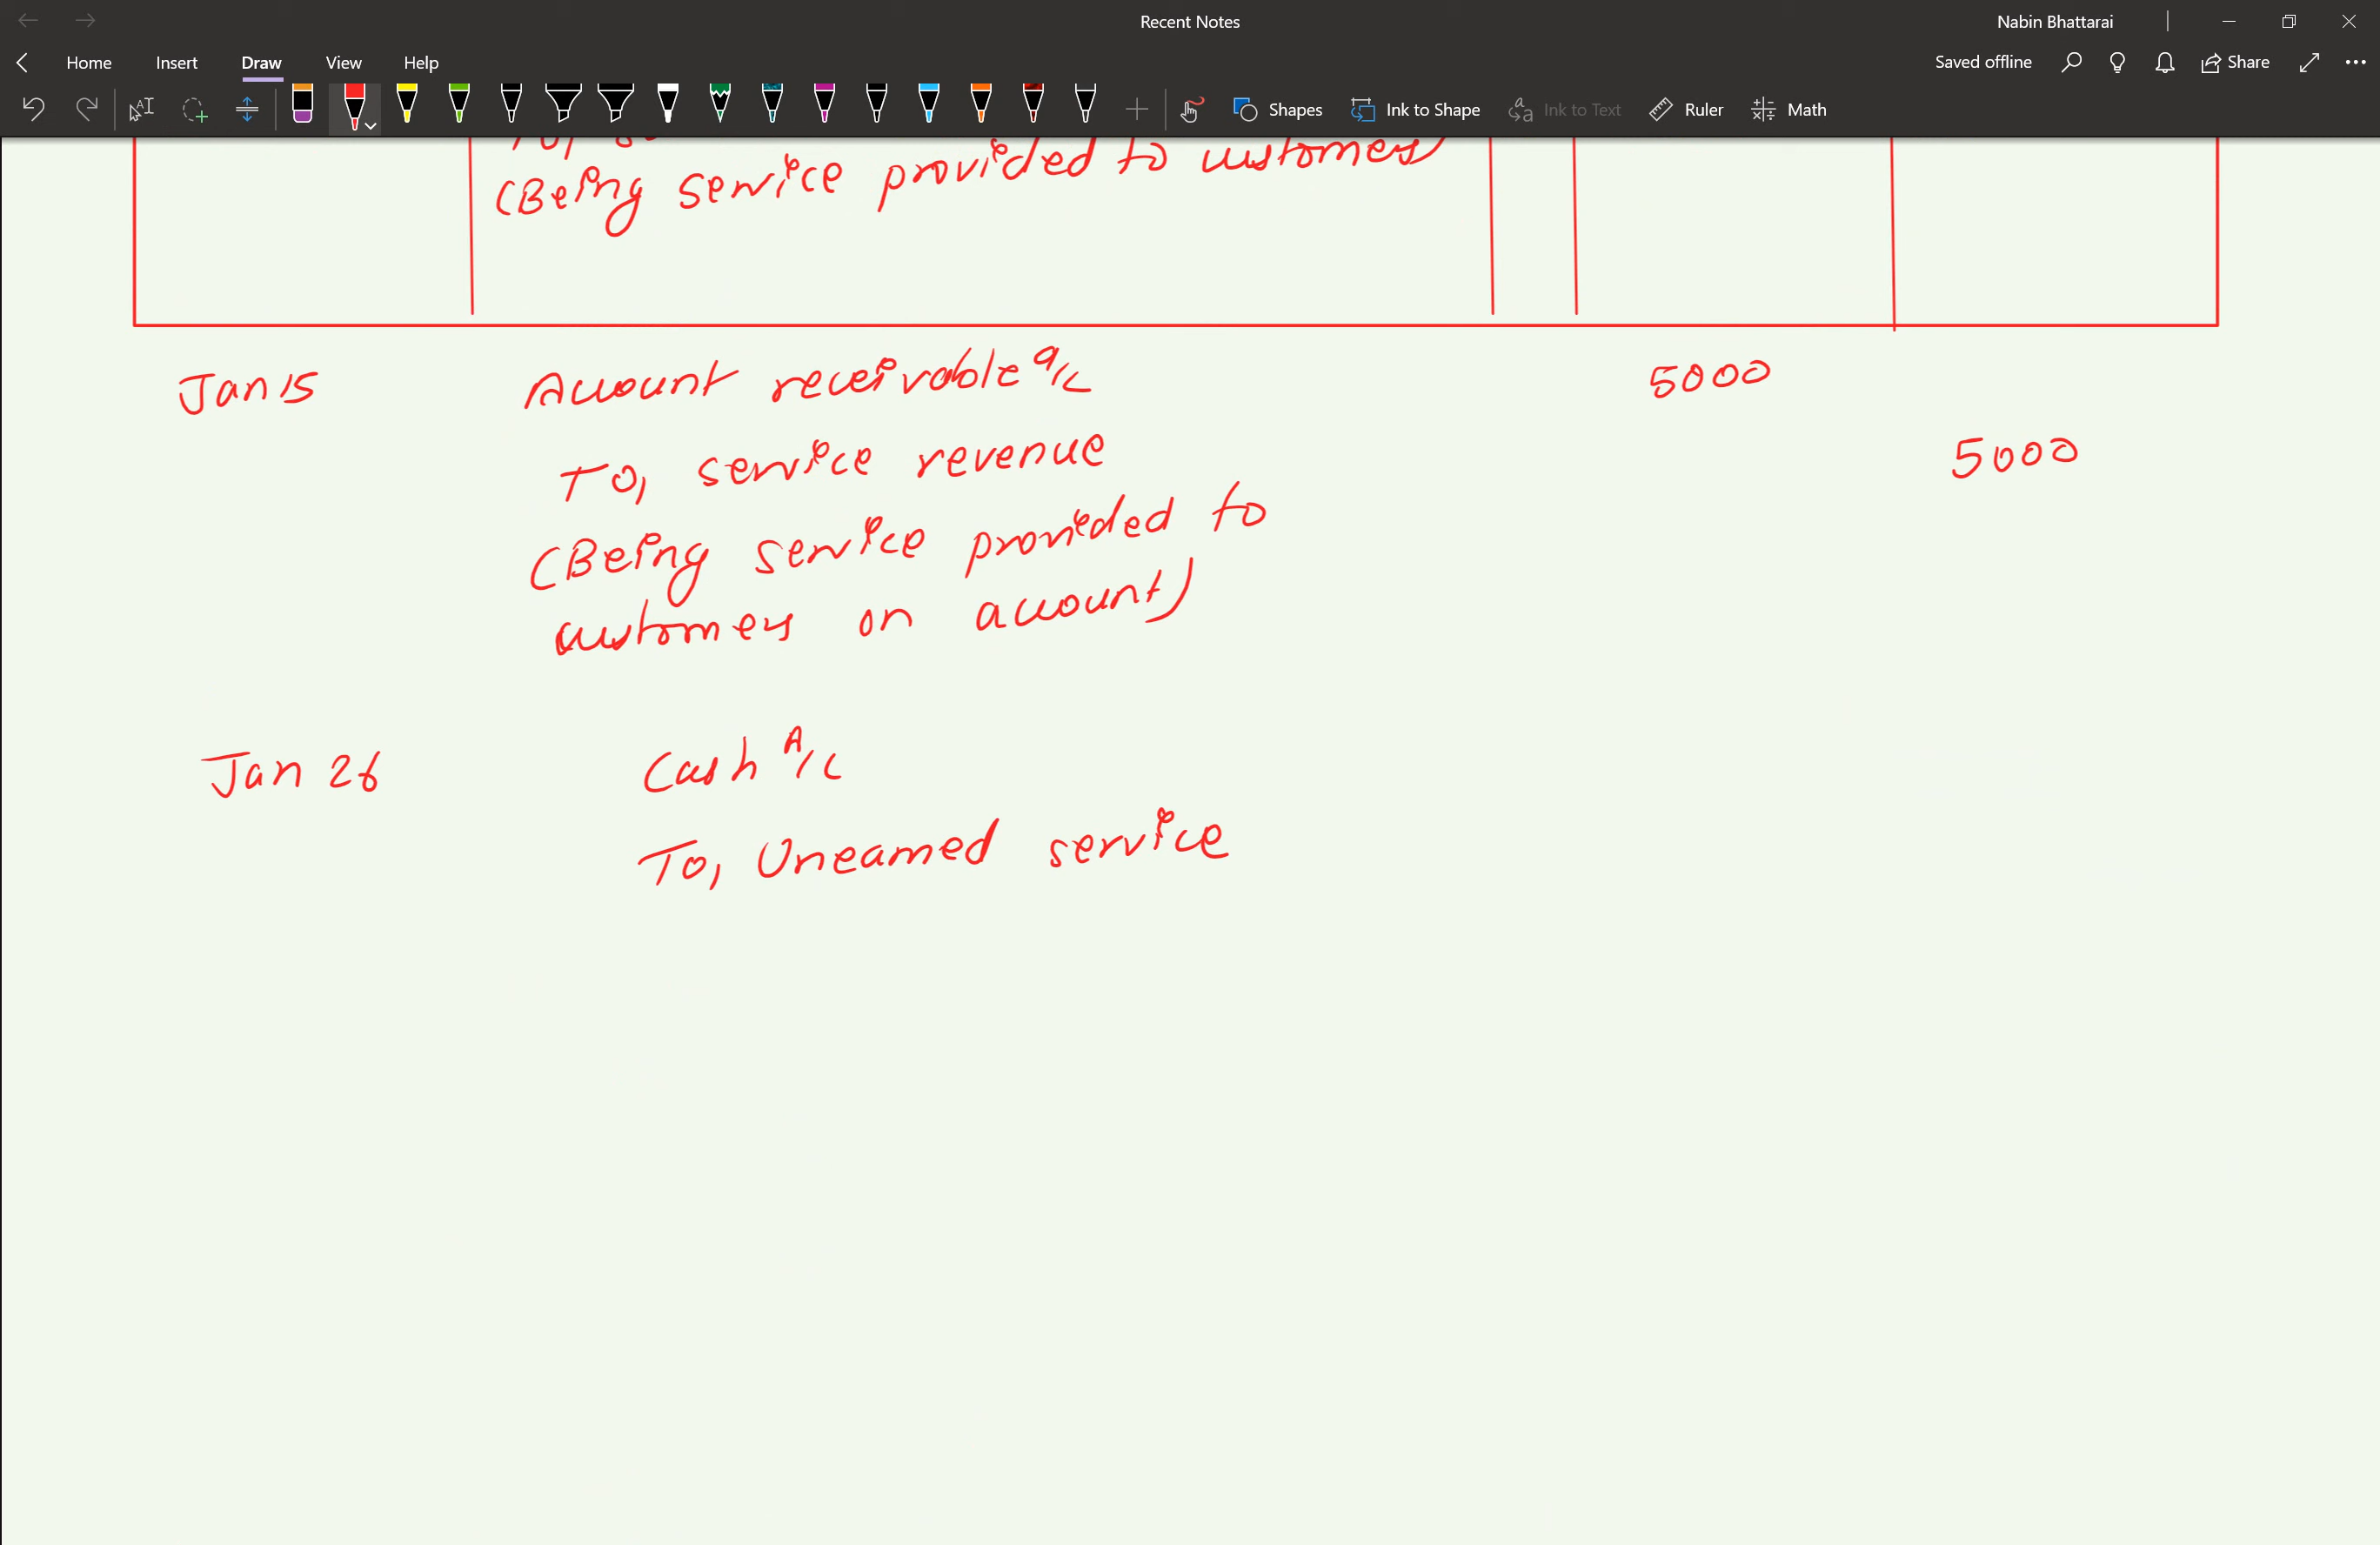 Recent Notes
Nabin Bhattarai
Home Insert Draw View Help
Saved offline
Share
Shapes Ink to Shape Ink to Text Ruler Math
(Being service provided to customers)
Jan 15 Account receivable a/c 5000
To, service revenue 5000
(Being service provided to
customers on account)
Jan 26 Cash A/c
To, Unearned service